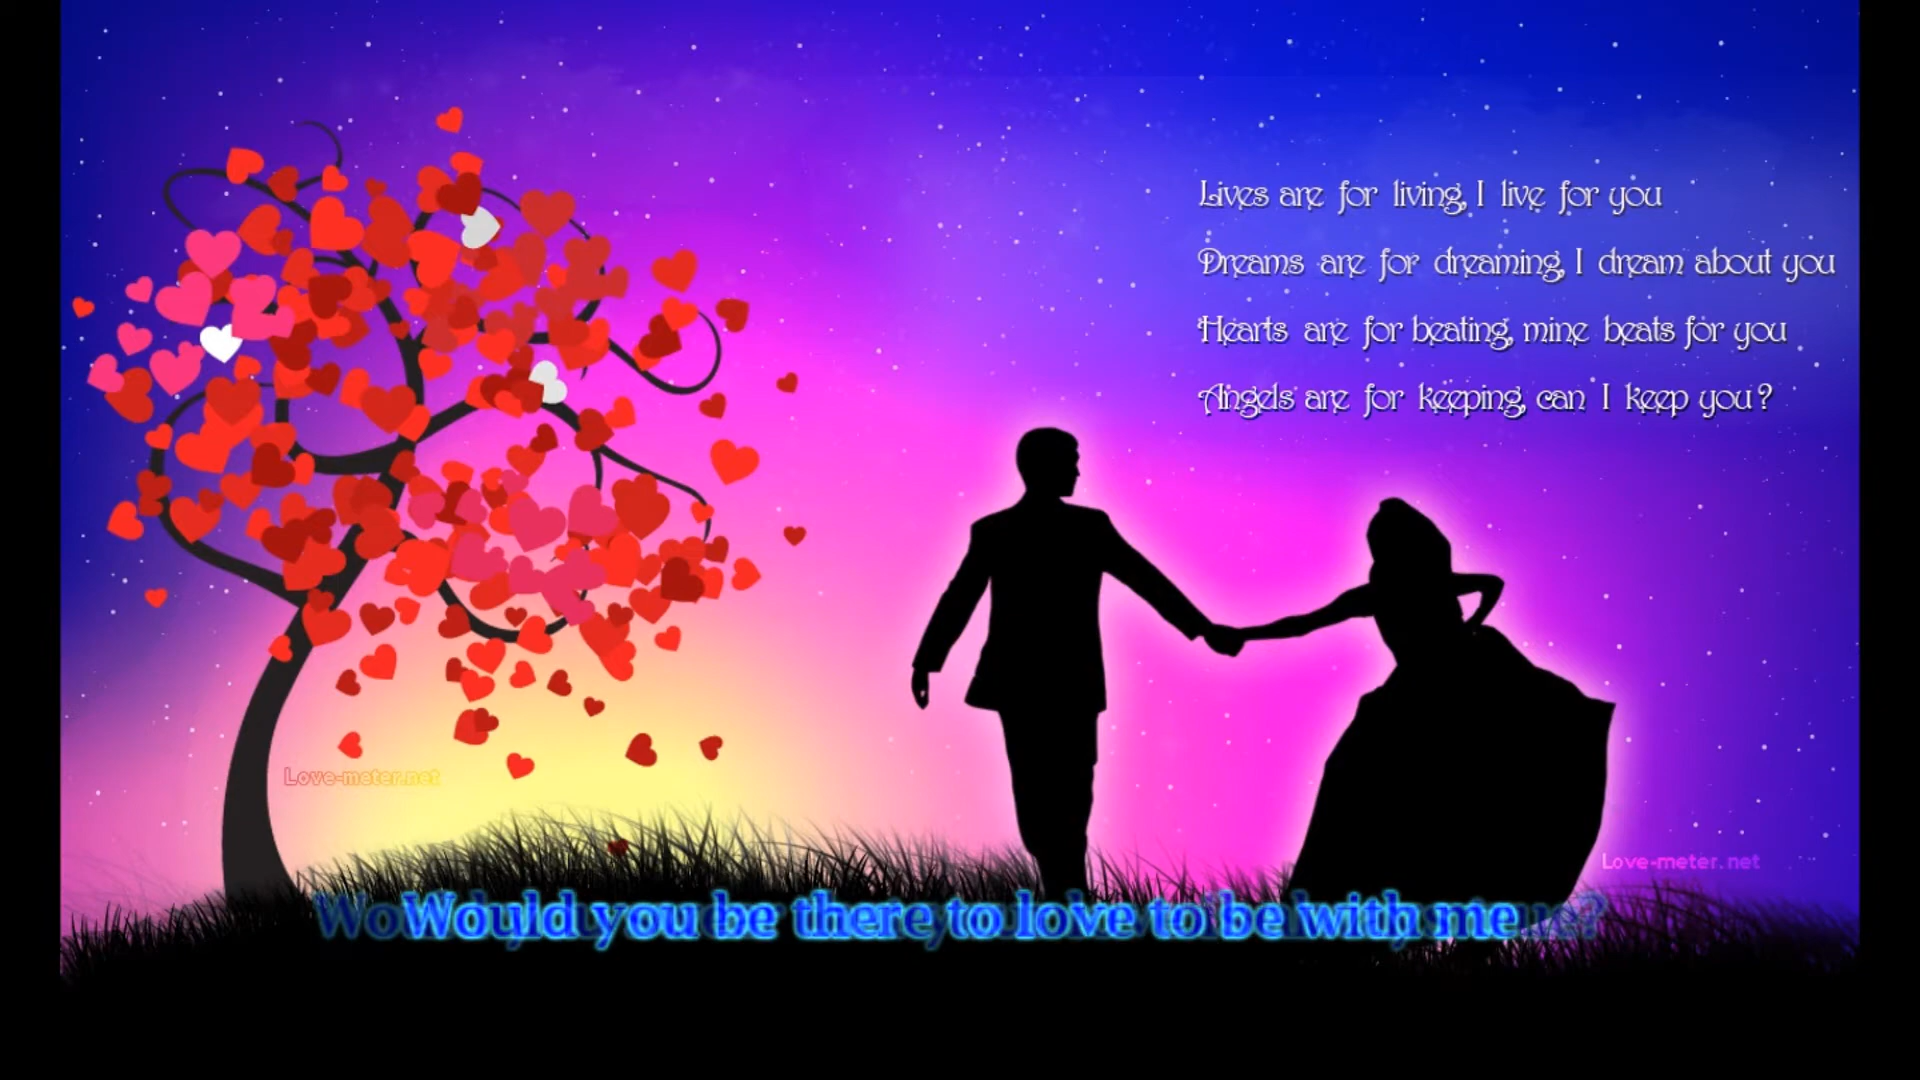 Lives are for living, I live for you
Dreams are for dreaming, I dream about you
Hearts are for beating, mine beats for you
Angels are for keeping, can I keep you?
Love-meter.net
Love-meter.net
Would you be there to love to be with me